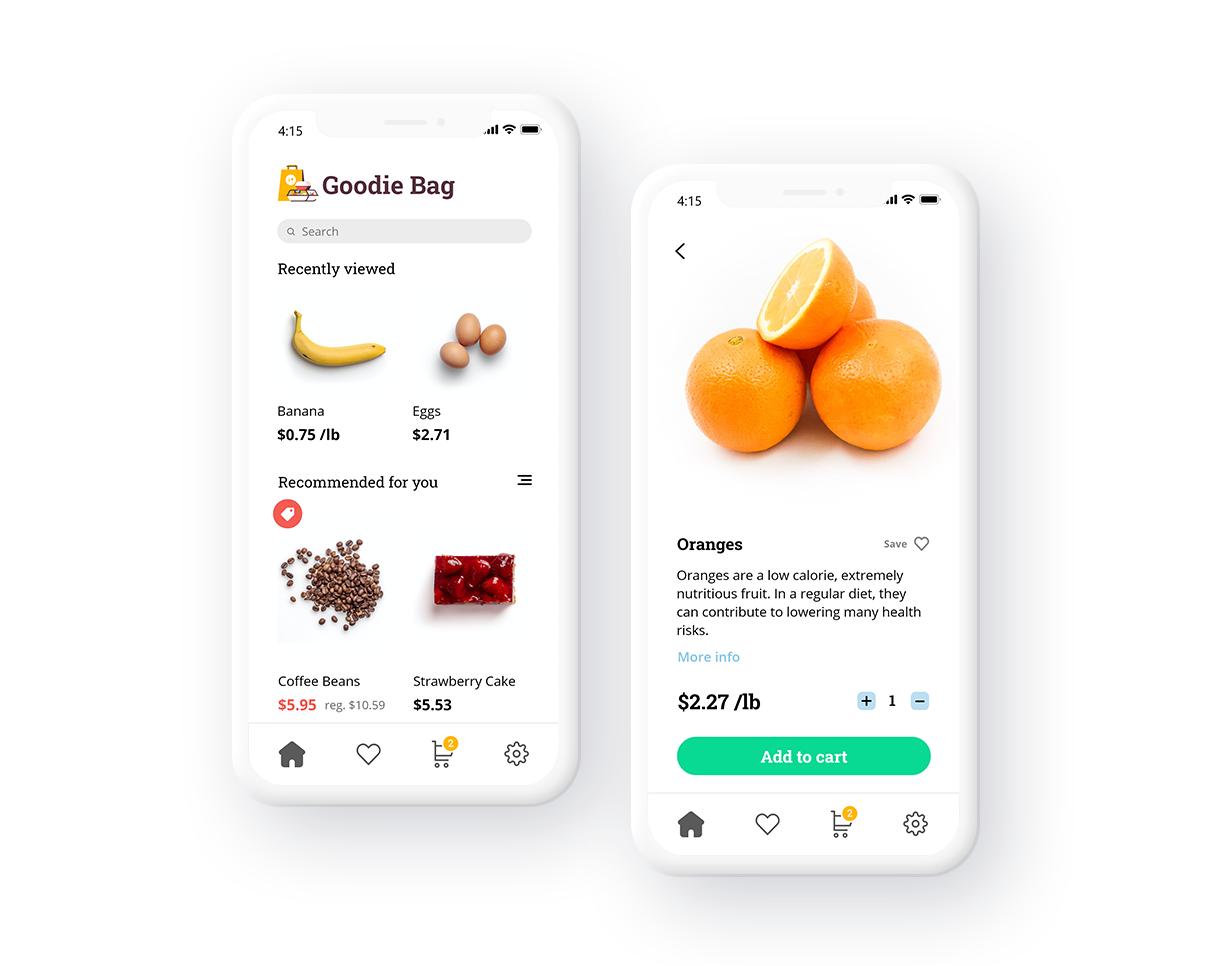 4:15
Goodie Bag
Search
Recently viewed
Banana
Eggs
$0.75 /lb
$2.71
Recommended for you
Coffee Beans
Strawberry Cake
$5.95 reg. $10.59
$5.53
2
4:15
Oranges
Save
Oranges are a low calorie, extremely
nutritious fruit. In a regular diet, they
can contribute to lowering many health
risks.
More info
$2.27 /lb
+ 1 −
Add to cart
2